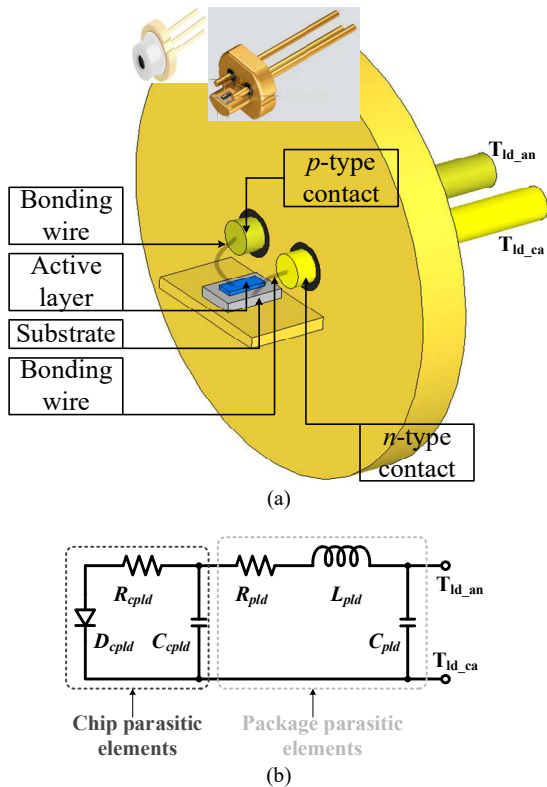 T_ld_an
p-type
contact
T_ld_ca
Bonding
wire
Active
layer
Substrate
Bonding
wire
n-type
contact
(a)
R_cpld
R_pld
L_pld
T_ld_an
D_cpld
C_cpld
C_pld
T_ld_ca
Chip parasitic
elements
Package parasitic
elements
(b)